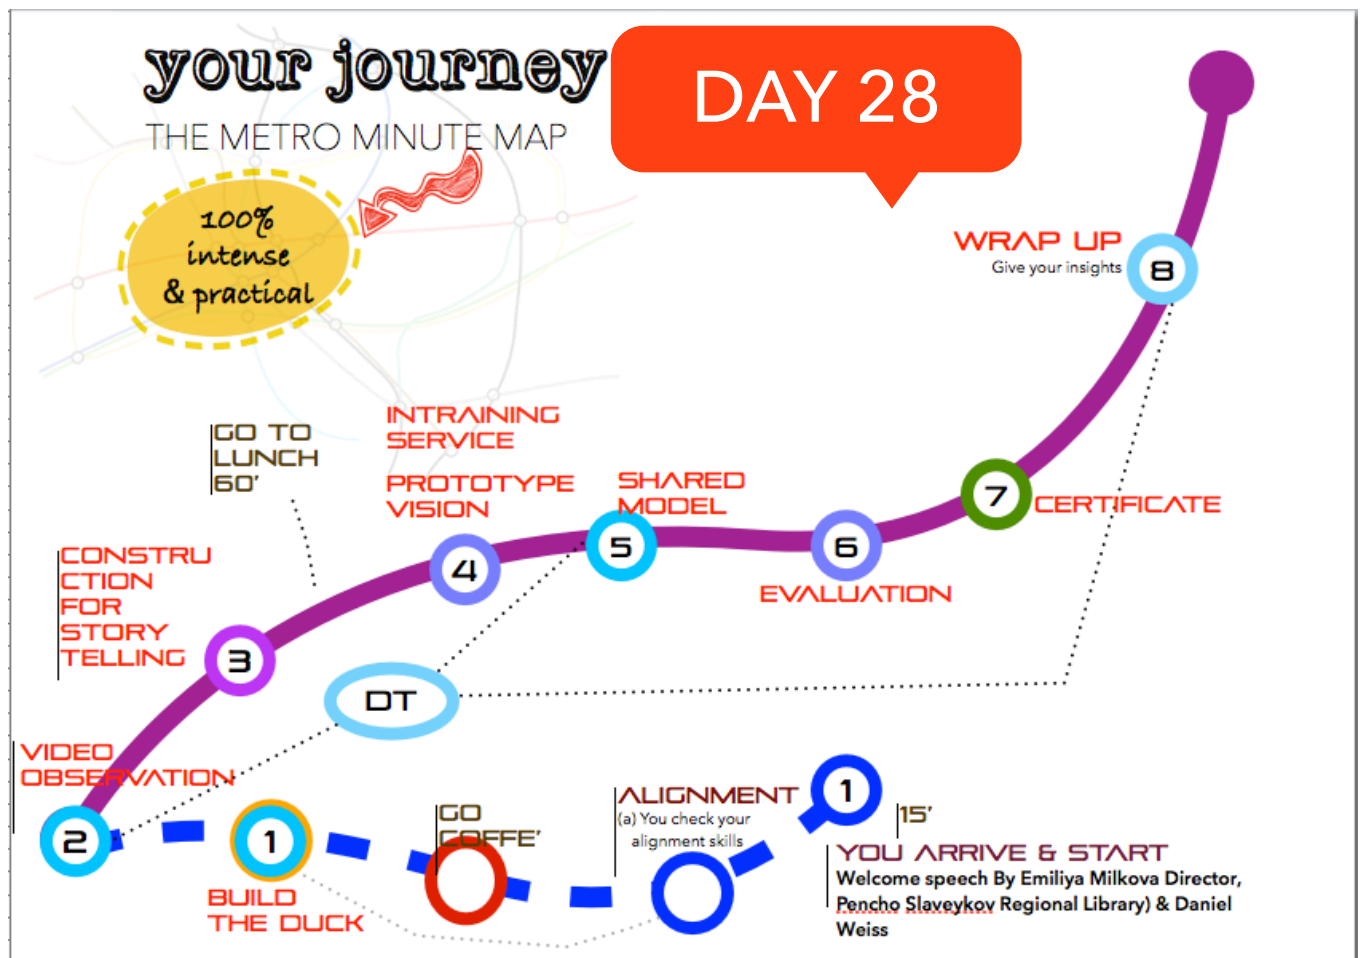 your journey
THE METRO MINUTE MAP
DAY 28
100%
intense
& practical
WRAP UP
Give your insights
8
GO TO
LUNCH
60'
INTRAINING
SERVICE
PROTOTYPE
VISION
SHARED
MODEL
7
CERTIFICATE
CONSTRU
CTION
FOR
STORY
TELLING
4
5
6
EVALUATION
3
DT
VIDEO
OBSERVATION
2
1
BUILD
THE DUCK
GO
COFFE'
ALIGNMENT
(a) You check your
alignment skills
1
15'
YOU ARRIVE & START
Welcome speech By Emiliya Milkova Director,
Pencho Slaveykov Regional Library) & Daniel
Weiss